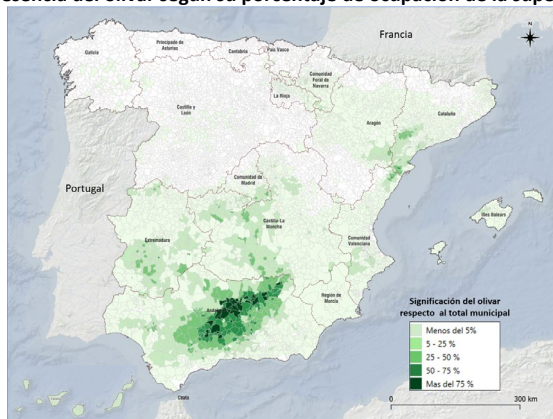 esencia del olivar según su porcentaje de ocupación de la supe
Francia
N
Galicia
Principado de
Asturias
Cantabria
País Vasco
Comunidad
Foral de
Navarra
La Rioja
Castilla y
León
Aragón
Cataluña
Comunidad de
Madrid
Portugal
Castilla-La
Mancha
Extremadura
Comunidad
Valenciana
Illes Balears
Región de
Murcia
Ceuta
Significación del olivar
respecto al total municipal
Menos del 5%
5 - 25 %
25 - 50 %
50 - 75 %
Mas del 75 %
0 300 km